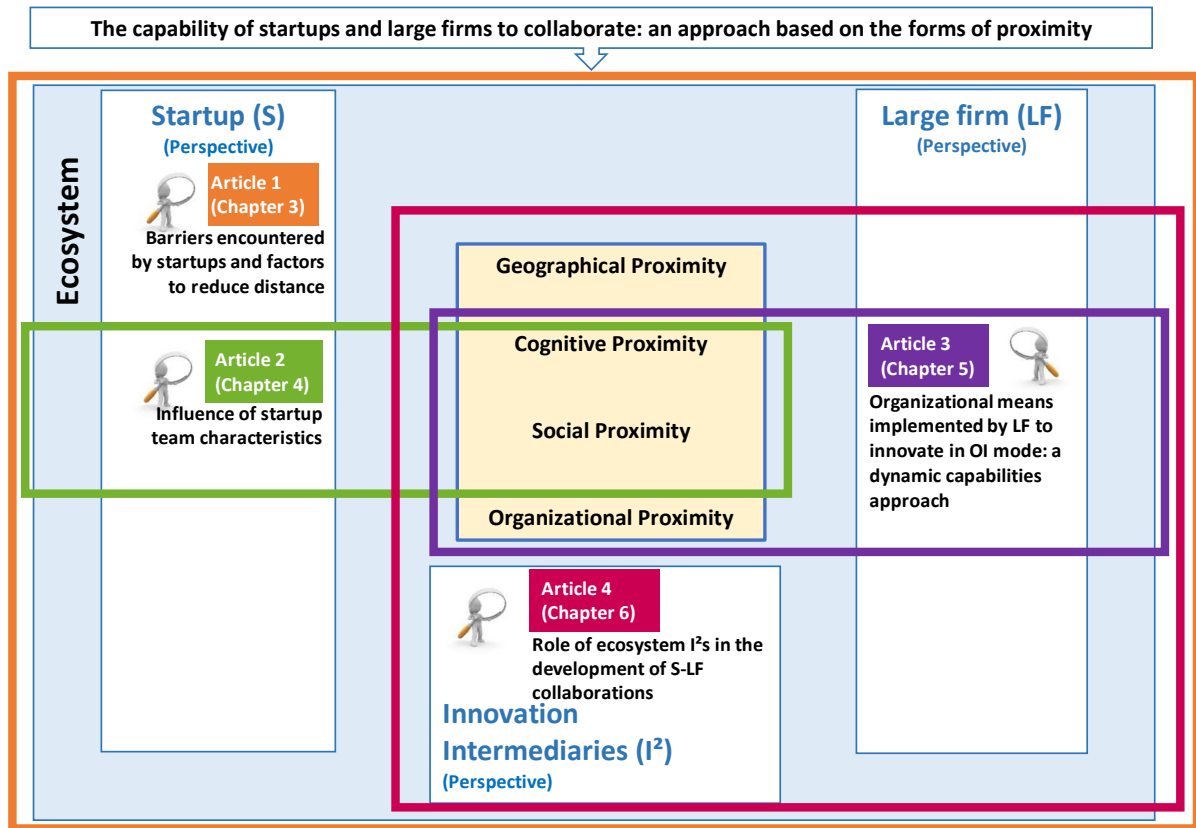 The capability of startups and large firms to collaborate: an approach based on the forms of proximity
Ecosystem
Startup (S)
(Perspective)
Article 1
(Chapter 3)
Barriers encountered
by startups and factors
to reduce distance
Article 2
(Chapter 4)
Influence of startup
team characteristics
Geographical Proximity
Cognitive Proximity
Social Proximity
Organizational Proximity
Large firm (LF)
(Perspective)
Article 3
(Chapter 5)
Organizational means
implemented by LF to
innovate in OI mode: a
dynamic capabilities
approach
Article 4
(Chapter 6)
Role of ecosystem I²s in the
development of S-LF
collaborations
Innovation
Intermediaries (I²)
(Perspective)